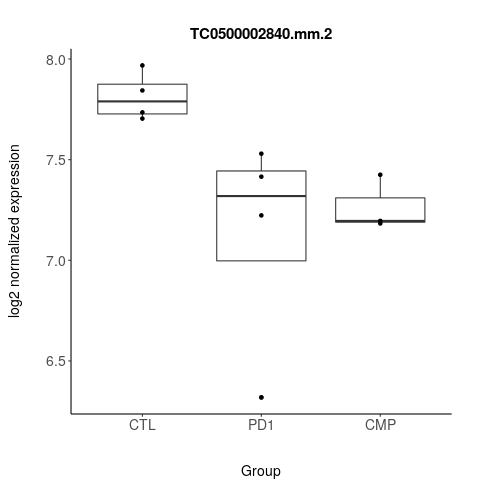 TC0500002840.mm.2
log2 normalized expression
8.0
7.5
7.0
6.5
CTL
PD1
CMP
Group